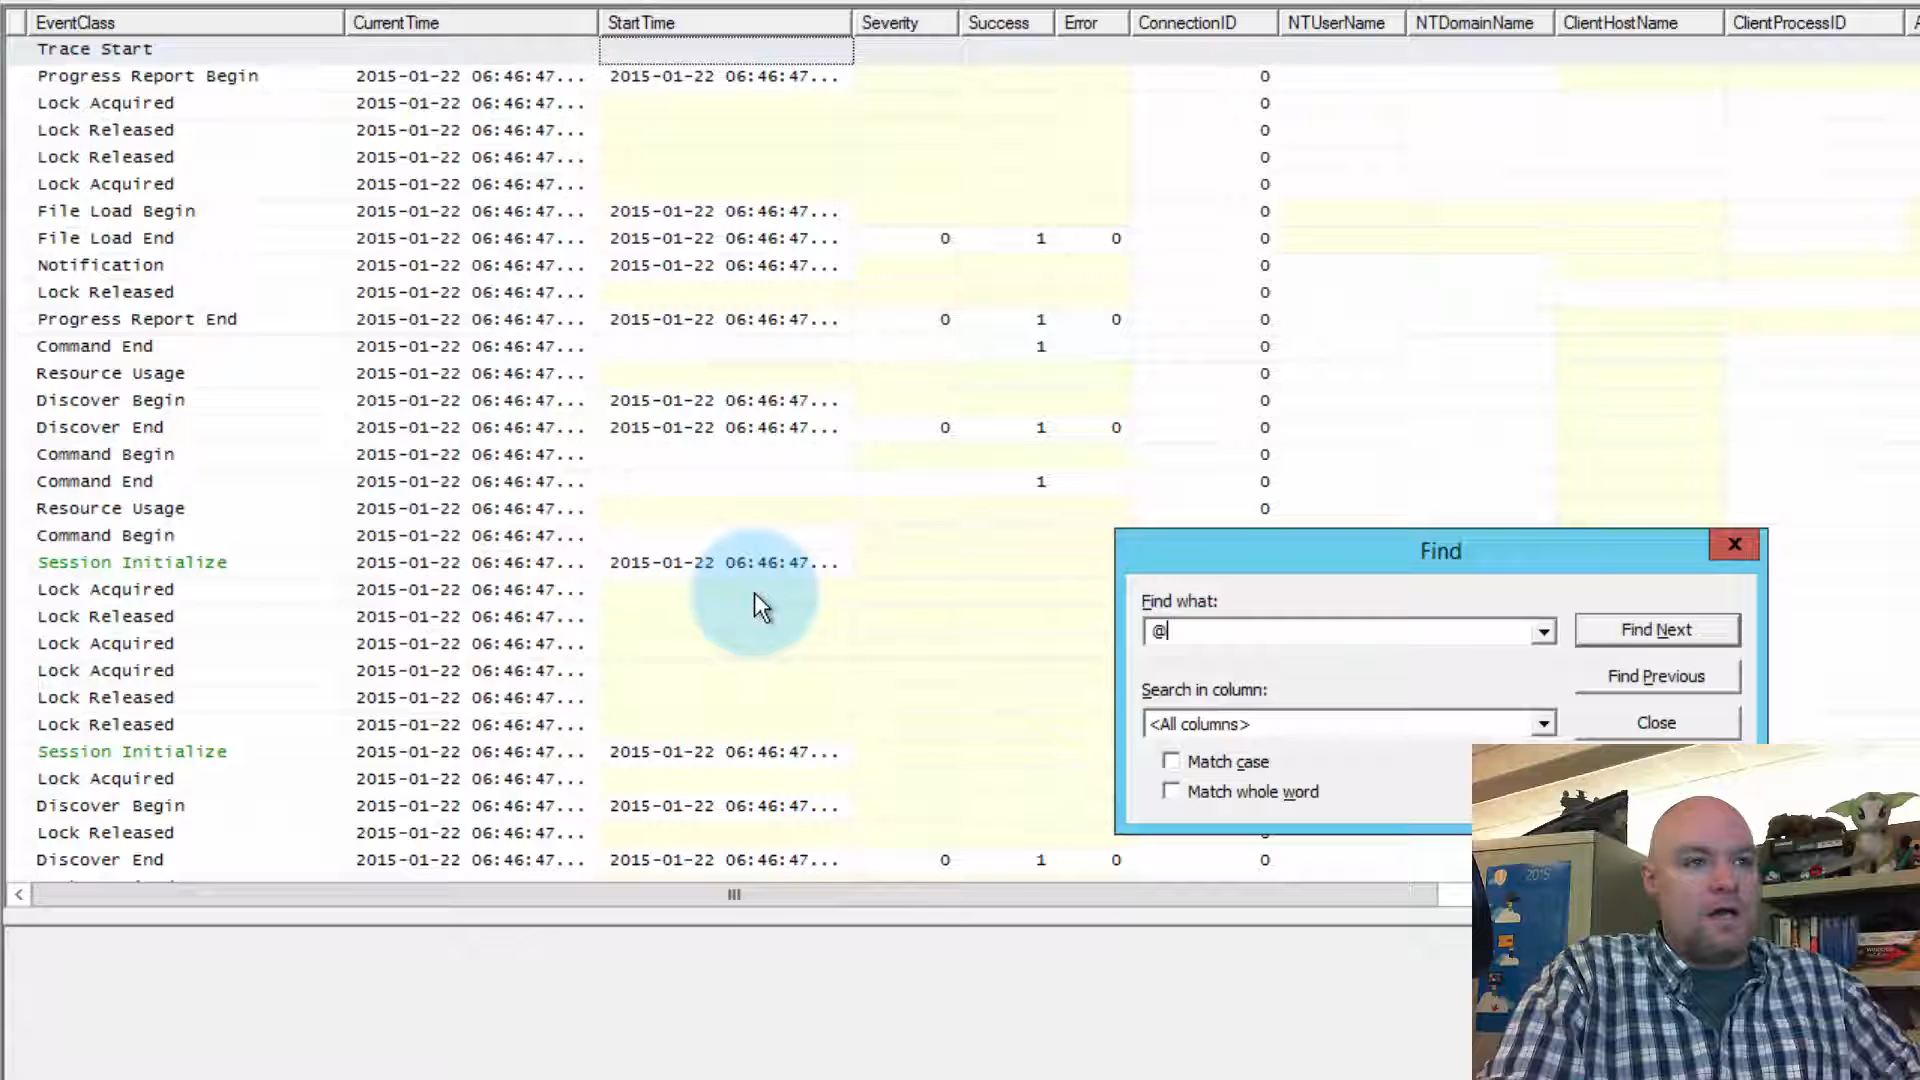 EventClass CurrentTime StartTime Severity Success Error ConnectionID NTUserName NTDomainName ClientHostName ClientProcessID A
Trace Start
Progress Report Begin 2015-01-22 06:46:47... 2015-01-22 06:46:47... 0
Lock Acquired 2015-01-22 06:46:47... 0
Lock Released 2015-01-22 06:46:47... 0
Lock Released 2015-01-22 06:46:47... 0
Lock Acquired 2015-01-22 06:46:47... 0
File Load Begin 2015-01-22 06:46:47... 2015-01-22 06:46:47... 0
File Load End 2015-01-22 06:46:47... 2015-01-22 06:46:47... 0 1 0 0
Notification 2015-01-22 06:46:47... 2015-01-22 06:46:47... 0
Lock Released 2015-01-22 06:46:47... 0
Progress Report End 2015-01-22 06:46:47... 2015-01-22 06:46:47... 0 1 0 0
Command End 2015-01-22 06:46:47... 1 0
Resource Usage 2015-01-22 06:46:47... 0
Discover Begin 2015-01-22 06:46:47... 2015-01-22 06:46:47... 0
Discover End 2015-01-22 06:46:47... 2015-01-22 06:46:47... 0 1 0 0
Command Begin 2015-01-22 06:46:47... 0
Command End 2015-01-22 06:46:47... 1 0
Resource Usage 2015-01-22 06:46:47... 0
Command Begin 2015-01-22 06:46:47...
Session Initialize 2015-01-22 06:46:47... 2015-01-22 06:46:47...
Lock Acquired 2015-01-22 06:46:47...
Lock Released 2015-01-22 06:46:47...
Lock Acquired 2015-01-22 06:46:47...
Lock Acquired 2015-01-22 06:46:47...
Lock Released 2015-01-22 06:46:47...
Lock Released 2015-01-22 06:46:47...
Session Initialize 2015-01-22 06:46:47... 2015-01-22 06:46:47...
Lock Acquired 2015-01-22 06:46:47...
Discover Begin 2015-01-22 06:46:47... 2015-01-22 06:46:47...
Lock Released 2015-01-22 06:46:47...
Discover End 2015-01-22 06:46:47... 2015-01-22 06:46:47... 0 1 0 0
Find
x
Find what:
@
Find Next
Find Previous
Search in column:
<All columns>
Close
Match case
Match whole word
2015